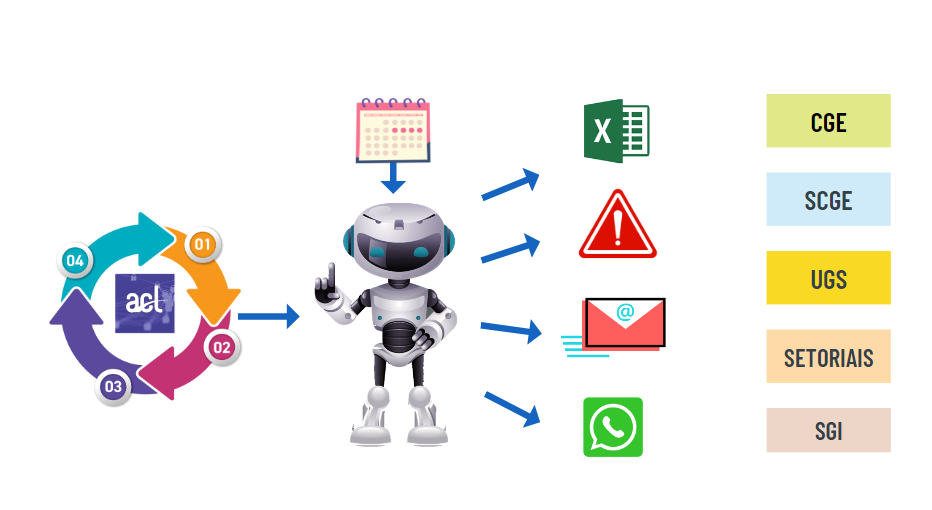 01
02
03
04
acl
X
@
CGE
SCGE
UGS
SETORIAIS
SGI